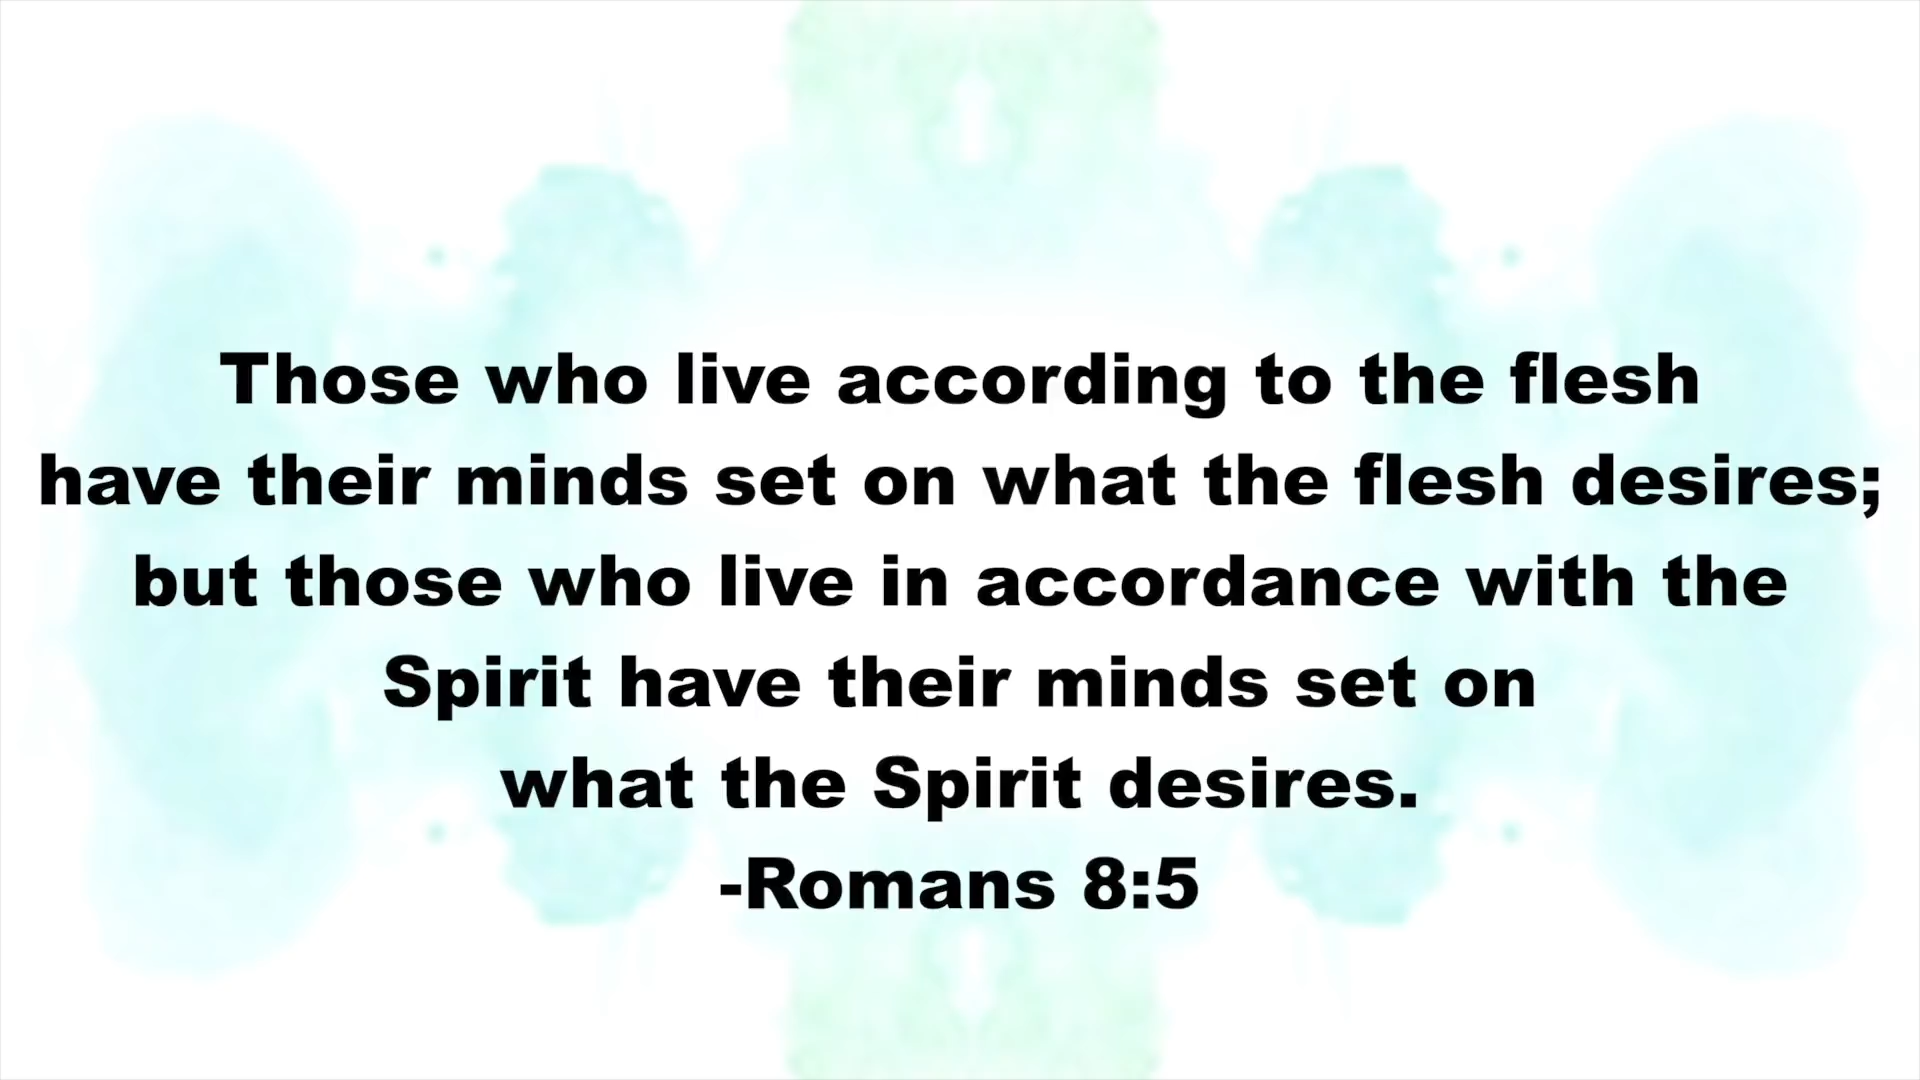 Those who live according to the flesh
have their minds set on what the flesh desires;
but those who live in accordance with the
Spirit have their minds set on
what the Spirit desires.
-Romans 8:5